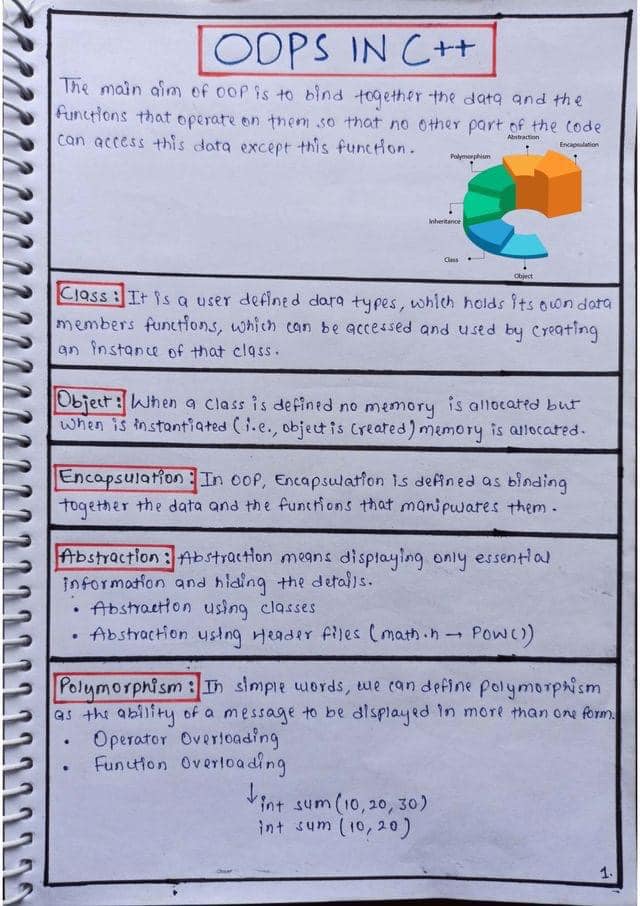 OOPS IN C++
The main aim of OOP is to bind together the data and the
functions that operate on them so that no other part of the code
can access this data except this function.
Abstraction
Encapsulation
Polymorphism
Inheritance
Class
Object
Class : It is a user defined data types, which holds its own data
members functions, which can be accessed and used by creating
an instance of that class.
Object : When a class is defined no memory is allocated but
when is instantiated (i.e., object is created) memory is allocated.
Encapsulation : In OOP, Encapsulation is defined as binding
together the data and the functions that manipulates them.
Abstraction : Abstraction means displaying only essential
information and hiding the details.
• Abstraction using classes
• Abstraction using Header files (math.h → POW())
Polymorphism : In simple words, we can define polymorphism
as the ability of a message to be displayed in more than one form.
• Operator Overloading
• Function Overloading
↓ int sum (10, 20, 30)
int sum (10, 20)
1.